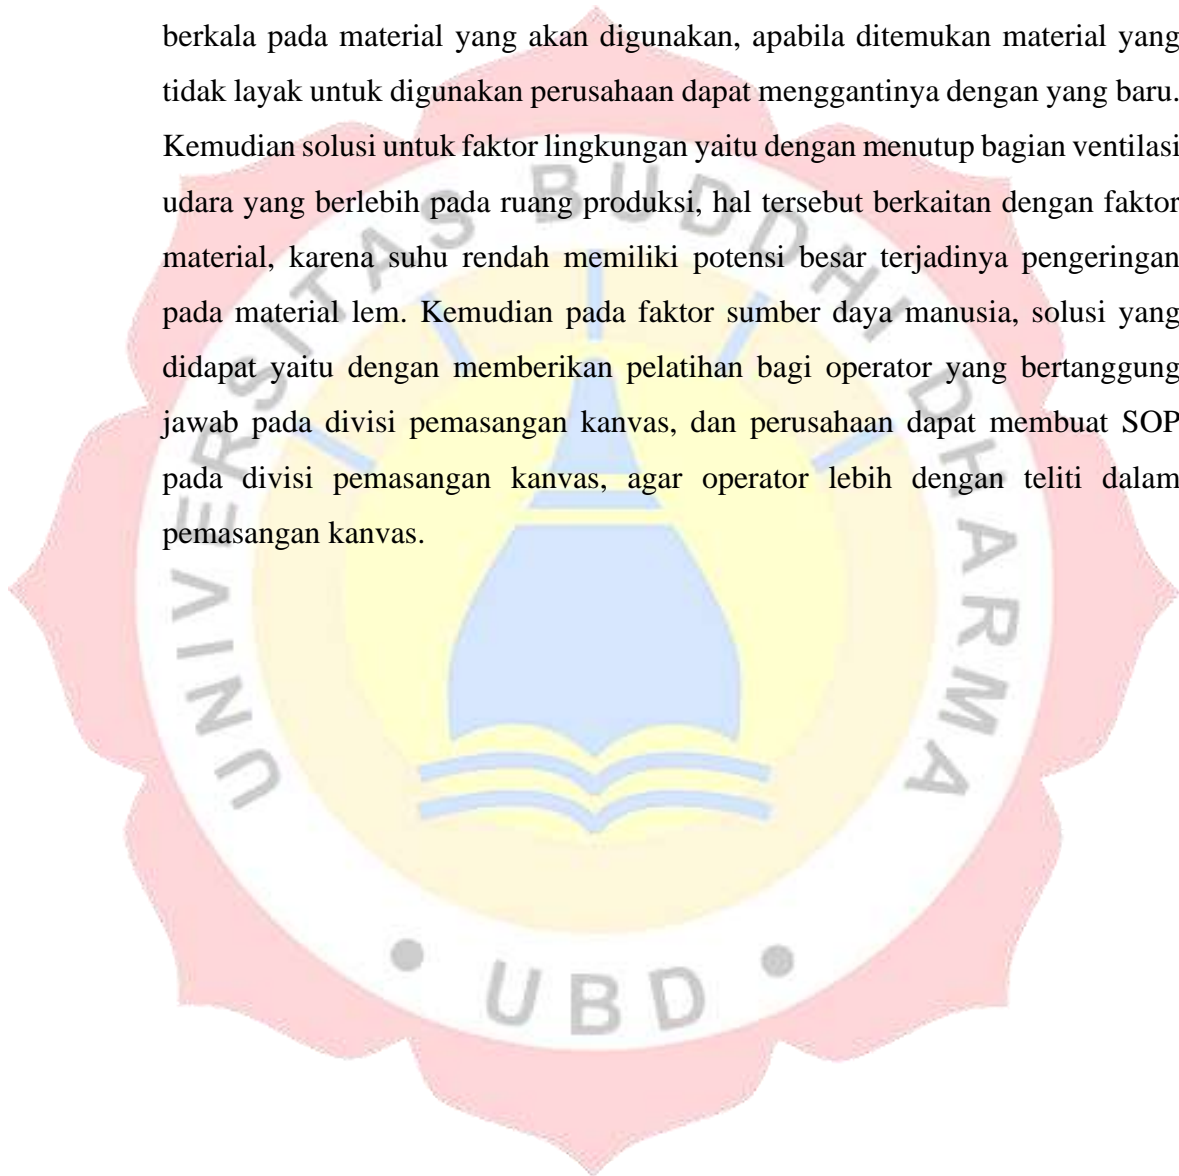 berkala pada material yang akan digunakan, apabila ditemukan material yang
tidak layak untuk digunakan perusahaan dapat menggantinya dengan yang baru.
Kemudian solusi untuk faktor lingkungan yaitu dengan menutup bagian ventilasi
udara yang berlebih pada ruang produksi, hal tersebut berkaitan dengan faktor
material, karena suhu rendah memiliki potensi besar terjadinya pengeringan
pada material lem. Kemudian pada faktor sumber daya manusia, solusi yang
didapat yaitu dengan memberikan pelatihan bagi operator yang bertanggung
jawab pada divisi pemasangan kanvas, dan perusahaan dapat membuat SOP
pada divisi pemasangan kanvas, agar operator lebih dengan teliti dalam
pemasangan kanvas.
UNIVERSITAS BUDDHI DHARMA
• UBD •